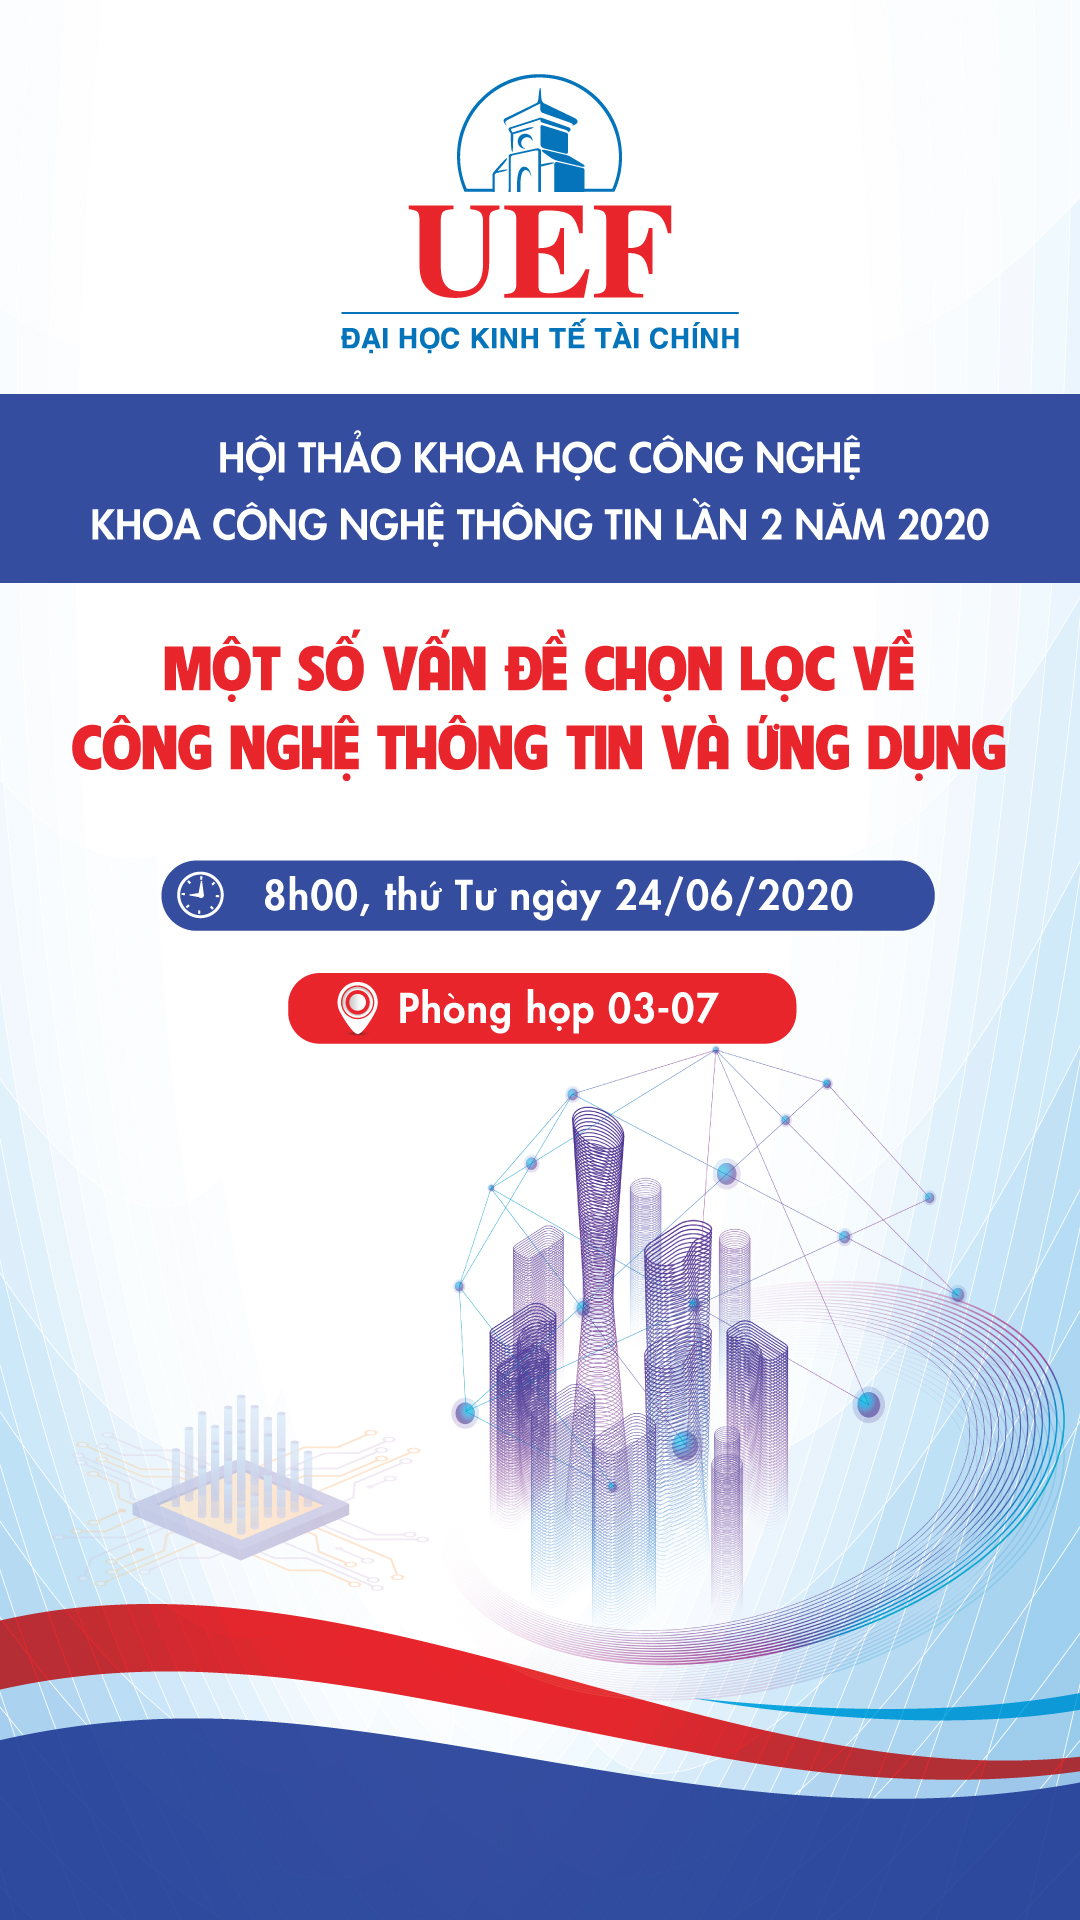 UEF
ĐẠI HỌC KINH TẾ TÀI CHÍNH
HỘI THẢO KHOA HỌC CÔNG NGHỆ
KHOA CÔNG NGHỆ THÔNG TIN LẦN 2 NĂM 2020
MỘT SỐ VẤN ĐỀ CHỌN LỌC VỀ
CÔNG NGHỆ THÔNG TIN VÀ ỨNG DỤNG
8h00, thứ Tư ngày 24/06/2020
Phòng họp 03-07